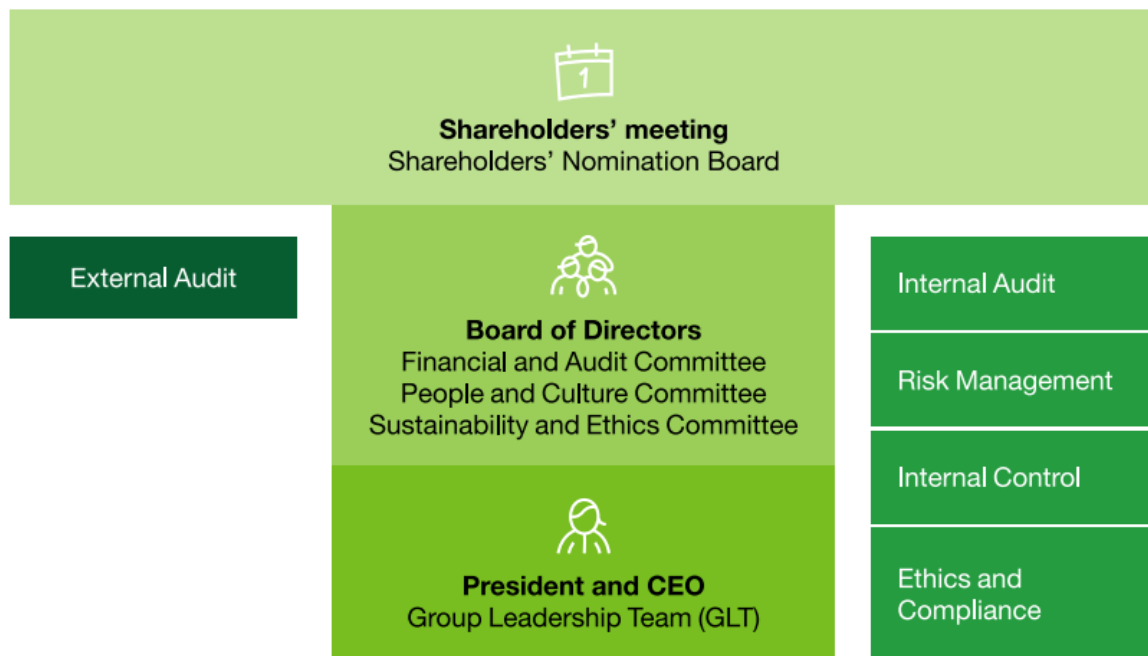 1
Shareholders’ meeting
Shareholders’ Nomination Board
External Audit
Board of Directors
Financial and Audit Committee
People and Culture Committee
Sustainability and Ethics Committee
President and CEO
Group Leadership Team (GLT)
Internal Audit
Risk Management
Internal Control
Ethics and
Compliance